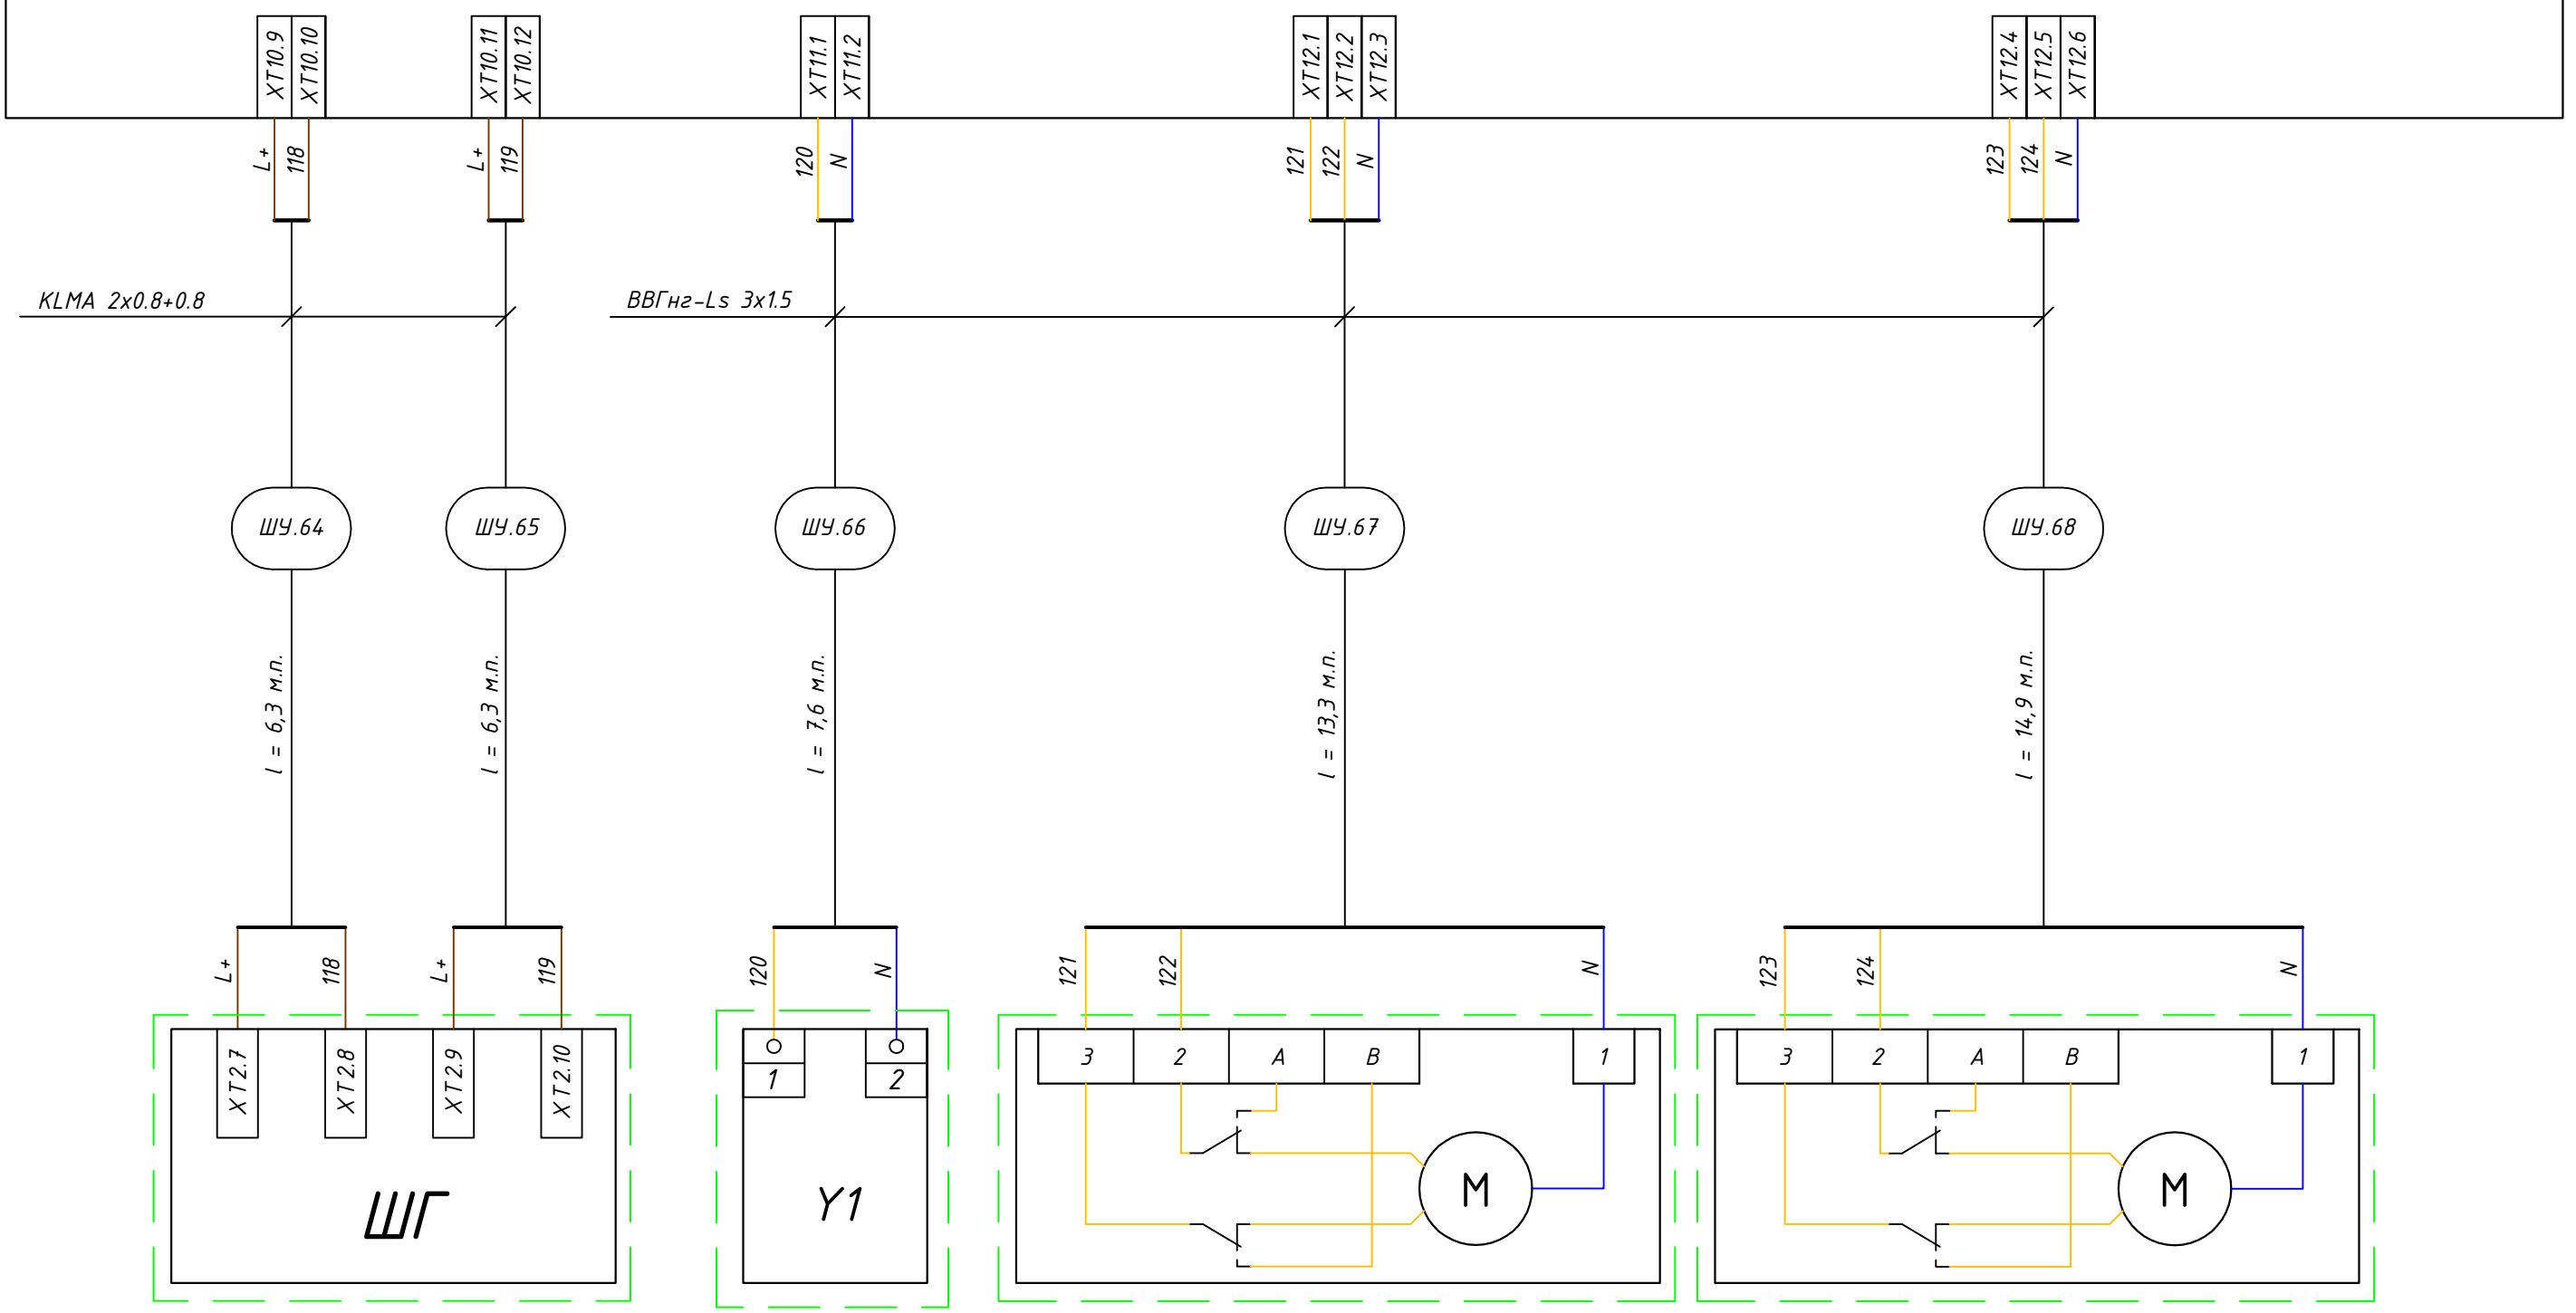 XT10.9 XT10.10 XT10.11 XT10.12 XT11.1 XT11.2 XT12.1 XT12.2 XT12.3 XT12.4 XT12.5 XT12.6
L+ 118 L+ 119 120 N 121 122 N 123 124 N
KLMA 2x0.8+0.8 ВВГнг-Ls 3x1.5
ШУ.64 ШУ.65 ШУ.66 ШУ.67 ШУ.68
l = 6,3 м.п. l = 6,3 м.п. l = 7,6 м.п. l = 13,3 м.п. l = 14,9 м.п.
L+ 118 L+ 119 120 N 121 122 N 123 124 N
XT2.7 XT2.8 XT2.9 XT2.10 1 2 3 2 A B 1 3 2 A B 1
ШГ Y1 M M